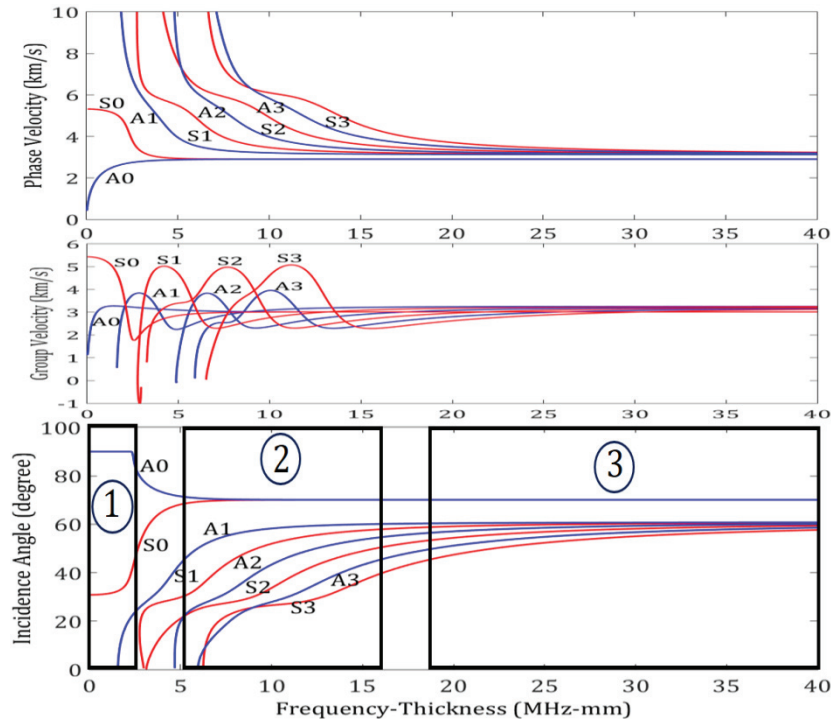 10
8
6
4
2
0
Phase Velocity (km/s)
S0
A1
A2
A3
S1
S2
S3
A0
0
5
10
15
20
25
30
35
40
6
5
4
3
2
1
0
-1
Group Velocity (km/s)
S0
S1
S2
S3
A1
A2
A3
A0
0
5
10
15
20
25
30
35
40
100
80
60
40
20
0
Incidence Angle (degree)
1
2
3
A0
S0
A1
S1
A2
S2
A3
S3
0
5
10
15
20
25
30
35
40
Frequency-Thickness (MHz-mm)